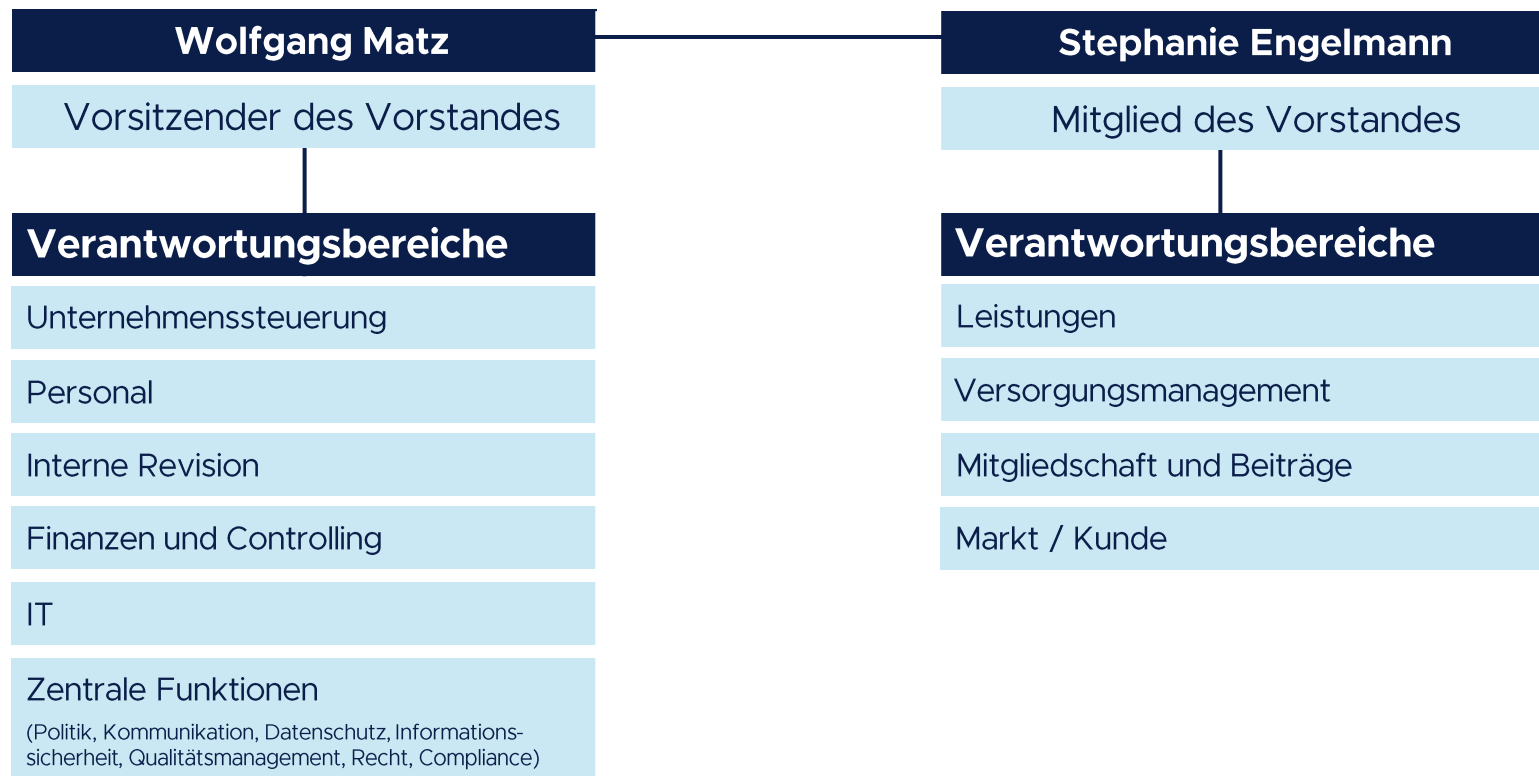 Wolfgang Matz
Vorsitzender des Vorstandes
Verantwortungsbereiche
Unternehmenssteuerung
Personal
Interne Revision
Finanzen und Controlling
IT
Zentrale Funktionen
(Politik, Kommunikation, Datenschutz, Informations-
sicherheit, Qualitätsmanagement, Recht, Compliance)
Stephanie Engelmann
Mitglied des Vorstandes
Verantwortungsbereiche
Leistungen
Versorgungsmanagement
Mitgliedschaft und Beiträge
Markt / Kunde